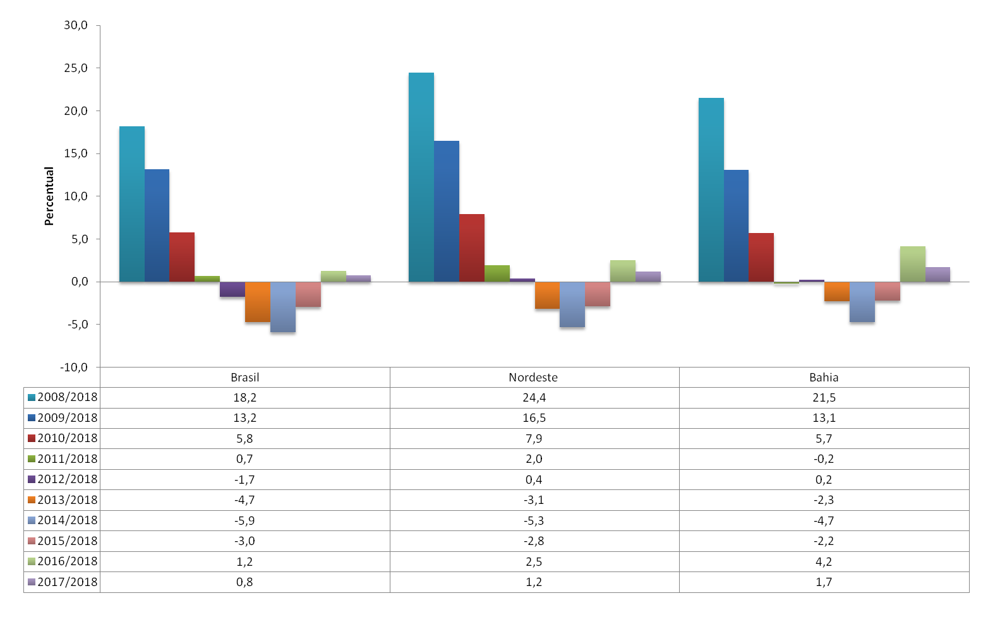 30,0
25,0
20,0
15,0
10,0
5,0
0,0
-5,0
-10,0
Percentual
Brasil Nordeste Bahia
2008/2018 18,2 24,4 21,5
2009/2018 13,2 16,5 13,1
2010/2018 5,8 7,9 5,7
2011/2018 0,7 2,0 -0,2
2012/2018 -1,7 0,4 0,2
2013/2018 -4,7 -3,1 -2,3
2014/2018 -5,9 -5,3 -4,7
2015/2018 -3,0 -2,8 -2,2
2016/2018 1,2 2,5 4,2
2017/2018 0,8 1,2 1,7